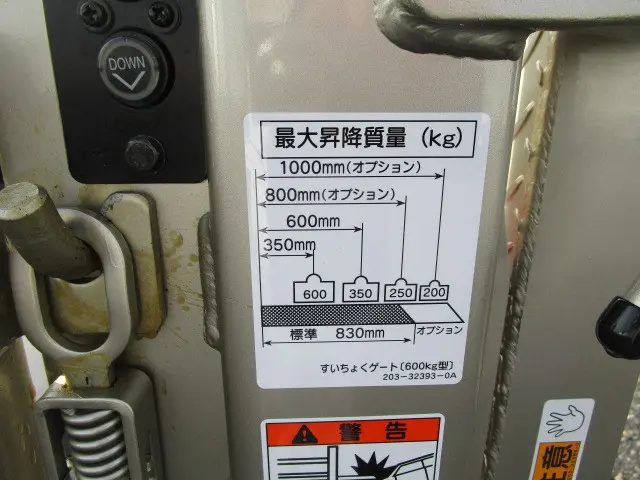 DOWN
最大昇降質量 (kg)
1000mm(オプション)
800mm(オプション)
600mm
350mm
600 350 250 200
標準 830mm オプション
すいちょくゲート〔600kg型〕
203-32393-0A
警告
注意